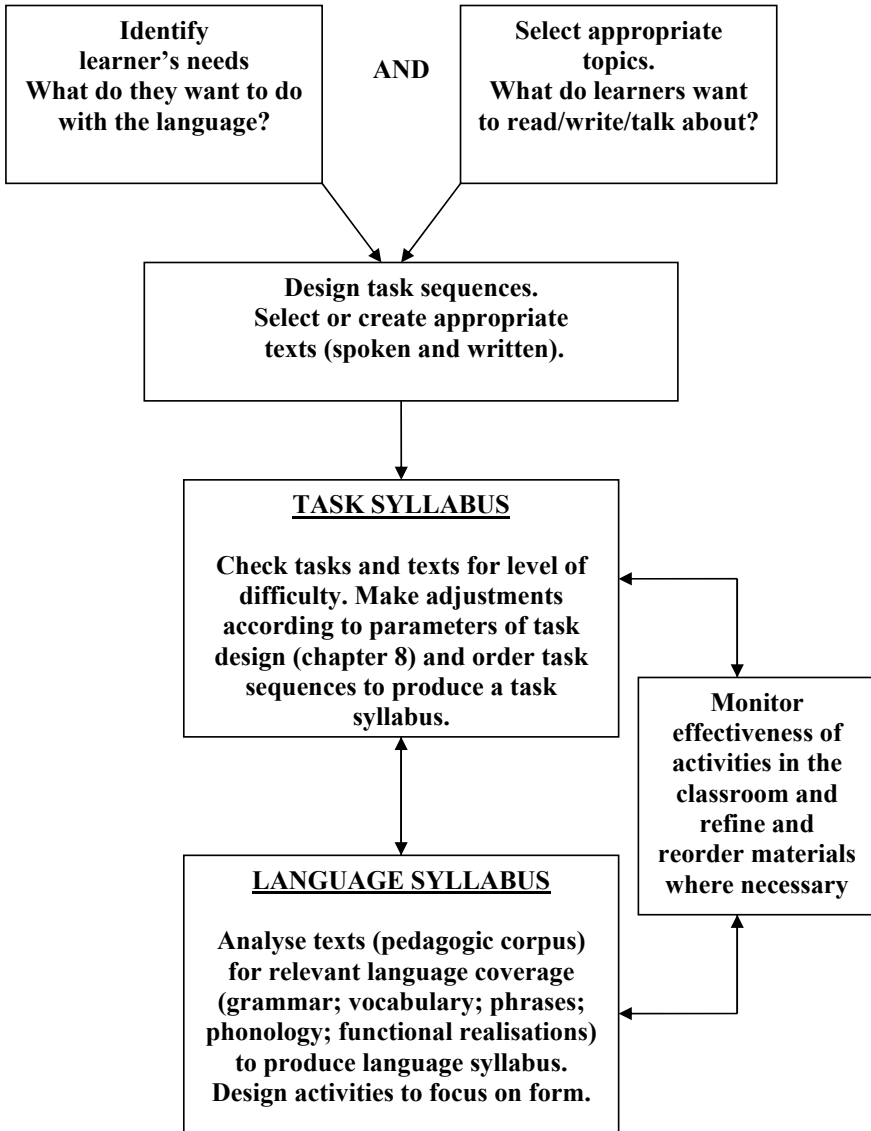 Identify
learner’s needs
What do they want to do
with the language?
AND
Select appropriate
topics.
What do learners want
to read/write/talk about?
Design task sequences.
Select or create appropriate
texts (spoken and written).
TASK SYLLABUS
Check tasks and texts for level of
difficulty. Make adjustments
according to parameters of task
design (chapter 8) and order task
sequences to produce a task
syllabus.
Monitor
effectiveness of
activities in the
classroom and
refine and
reorder materials
where necessary
LANGUAGE SYLLABUS
Analyse texts (pedagogic corpus)
for relevant language coverage
(grammar; vocabulary; phrases;
phonology; functional realisations)
to produce language syllabus.
Design activities to focus on form.